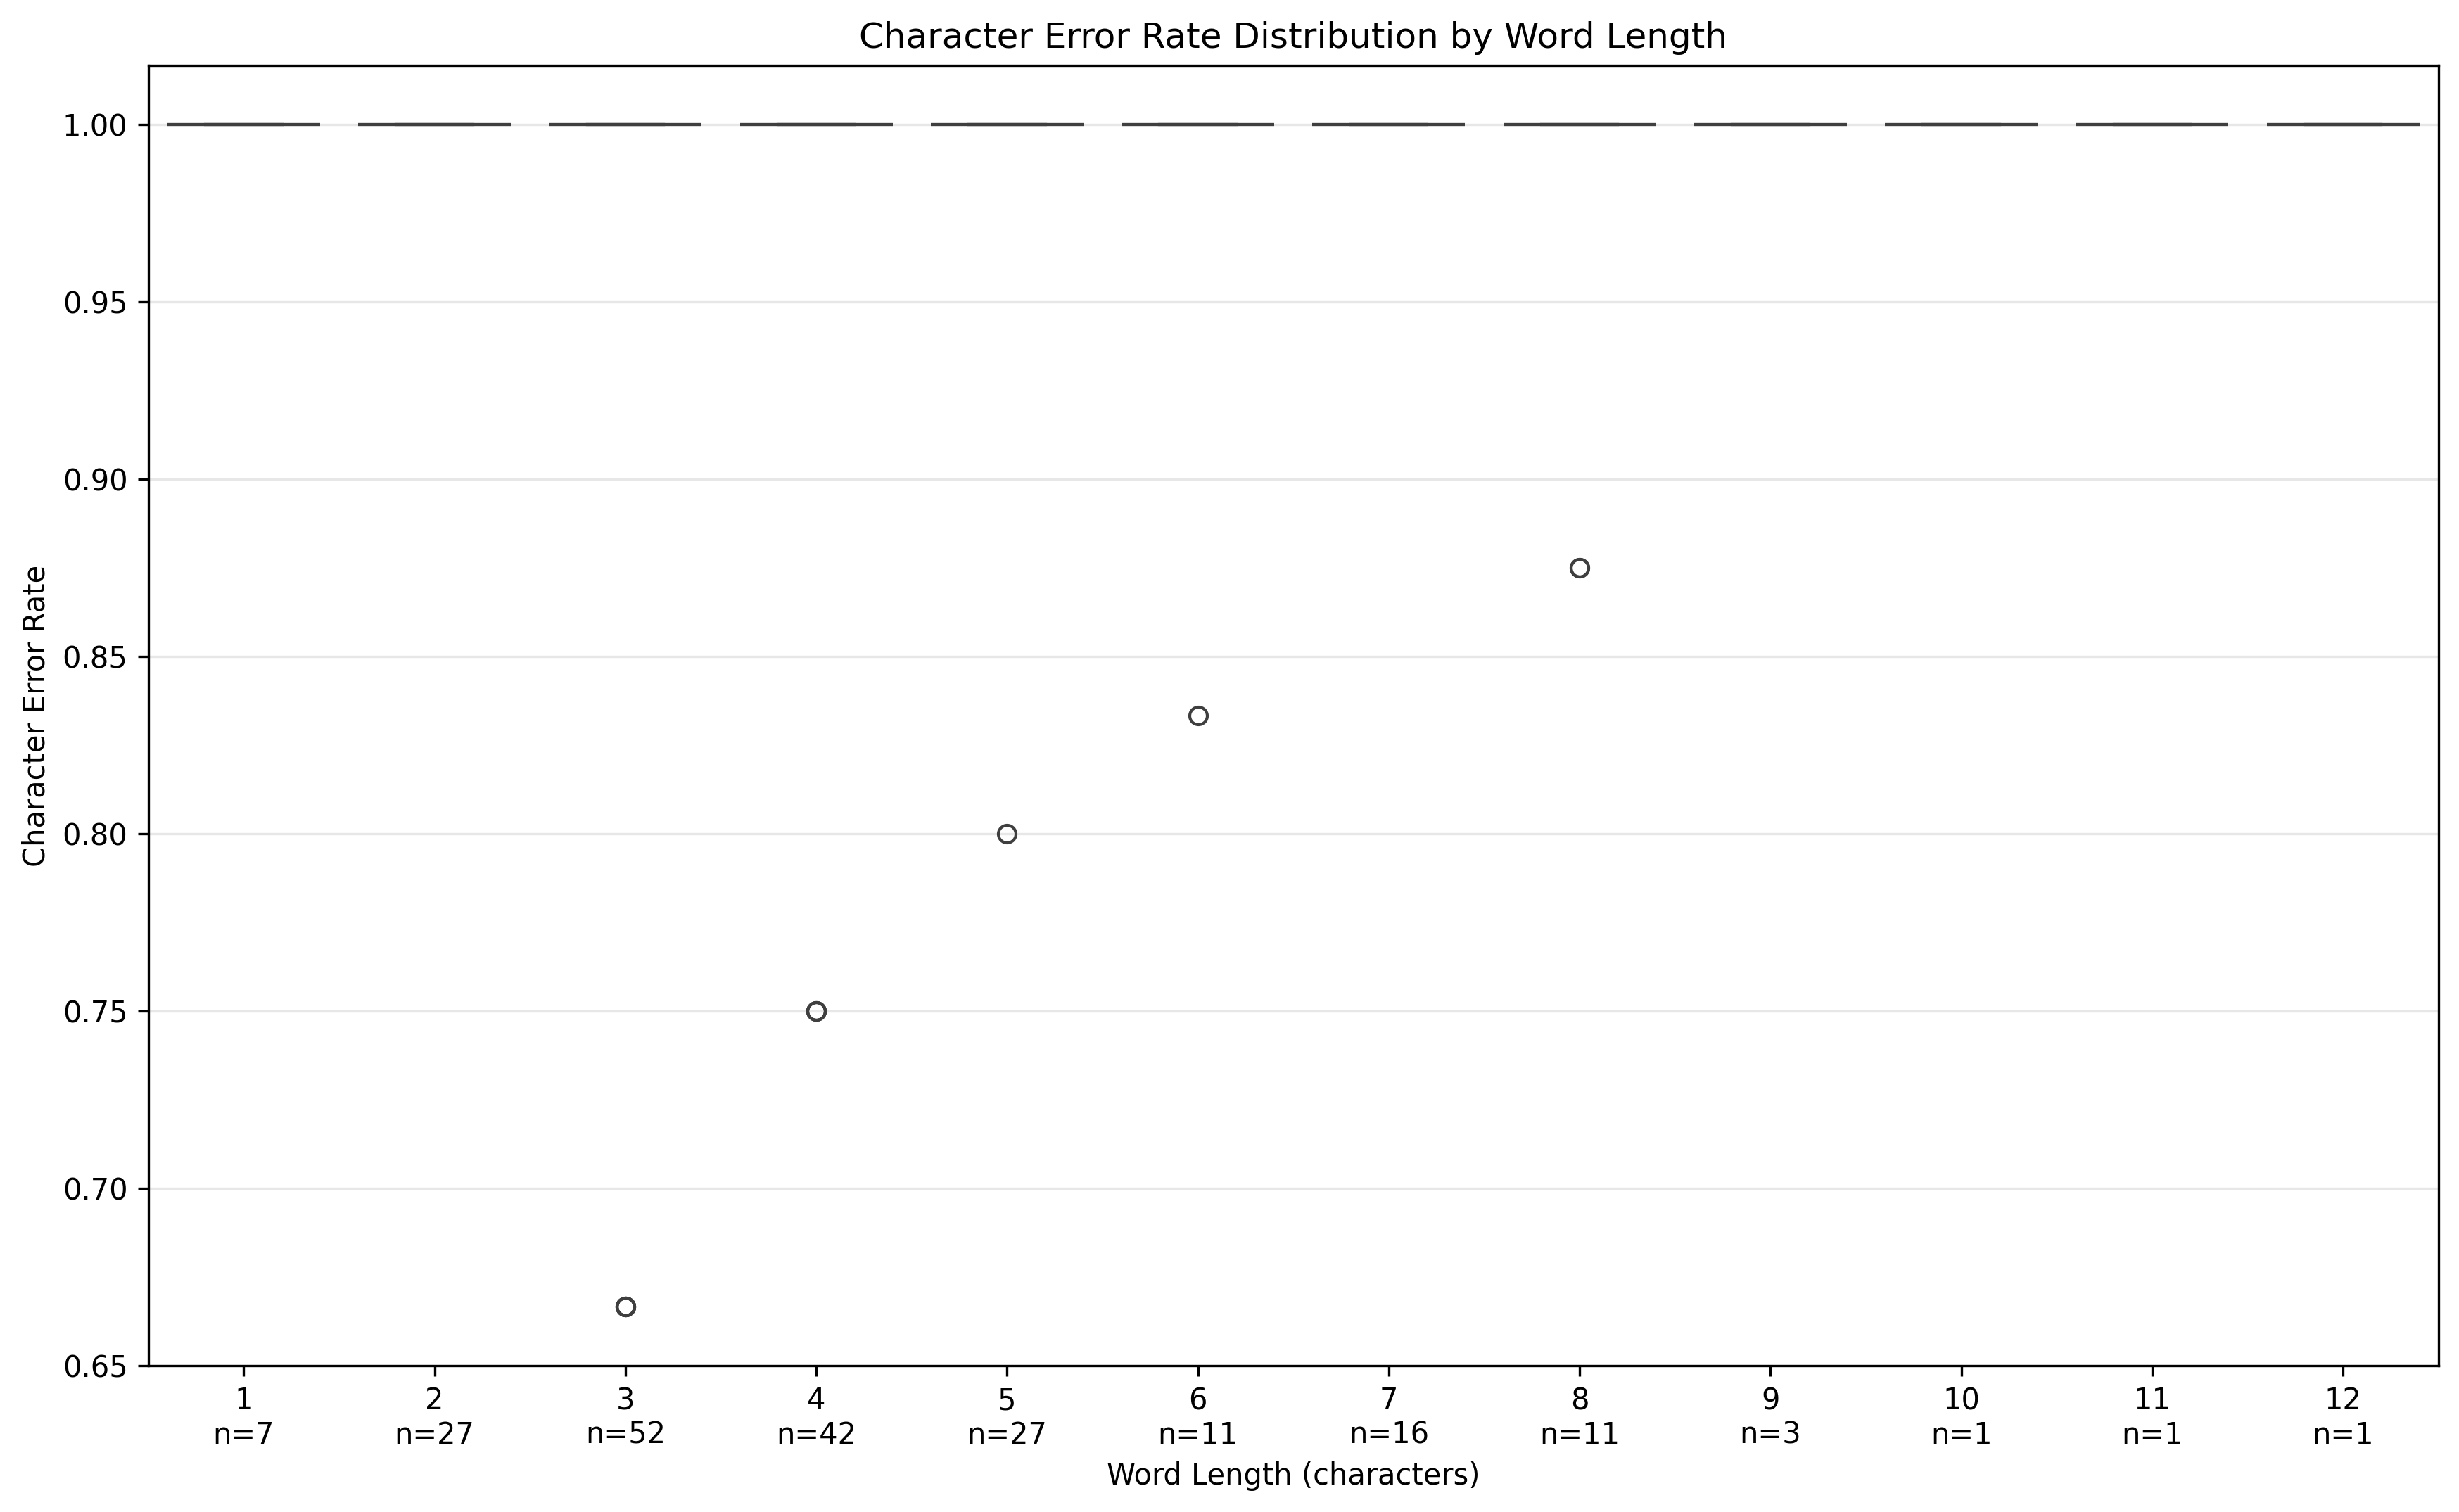 Character Error Rate Distribution by Word Length
1.00
0.95
0.90
0.85
0.80
0.75
0.70
0.65
Character Error Rate
1 2 3 4 5 6 7 8 9 10 11 12
n=7 n=27 n=52 n=42 n=27 n=11 n=16 n=11 n=3 n=1 n=1 n=1
Word Length (characters)